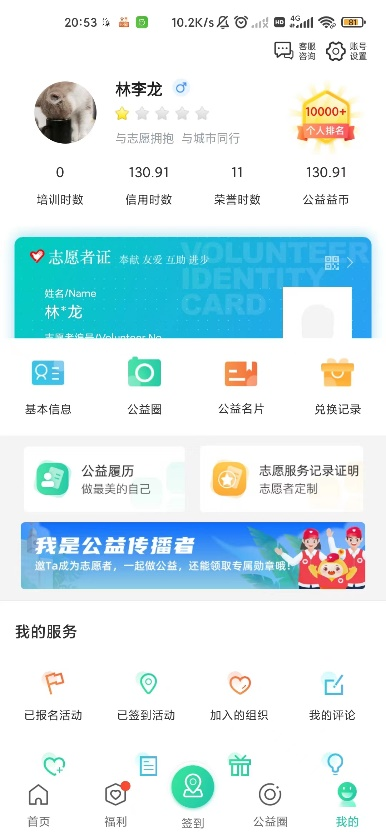 20:53 10.2K/s HD 4G 81
客服咨询 账号设置
林李龙
与志愿拥抱 与城市同行
10000+
个人排名
0 130.91 11 130.91
培训时数 信用时数 荣誉时数 公益益币
志愿者证 奉献 友爱 互助 进步
VOLUNTEER
IDENTITY
CARD
姓名/Name
林*龙
志愿者编号/Volunteer No
基本信息 公益圈 公益名片 兑换记录
公益履历 志愿服务记录证明
做最美的自己 志愿者定制
我是公益传播者
邀Ta成为志愿者，一起做公益，还能领取专属勋章哦！
我的服务
已报名活动 已签到活动 加入的组织 我的评论
首页 福利 签到 公益圈 我的